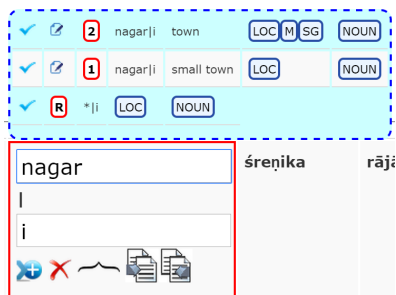 2 nagar|i town LOC M SG NOUN
1 nagar|i small town LOC NOUN
R *|i LOC NOUN
nagar śreṇika rājā
|
i